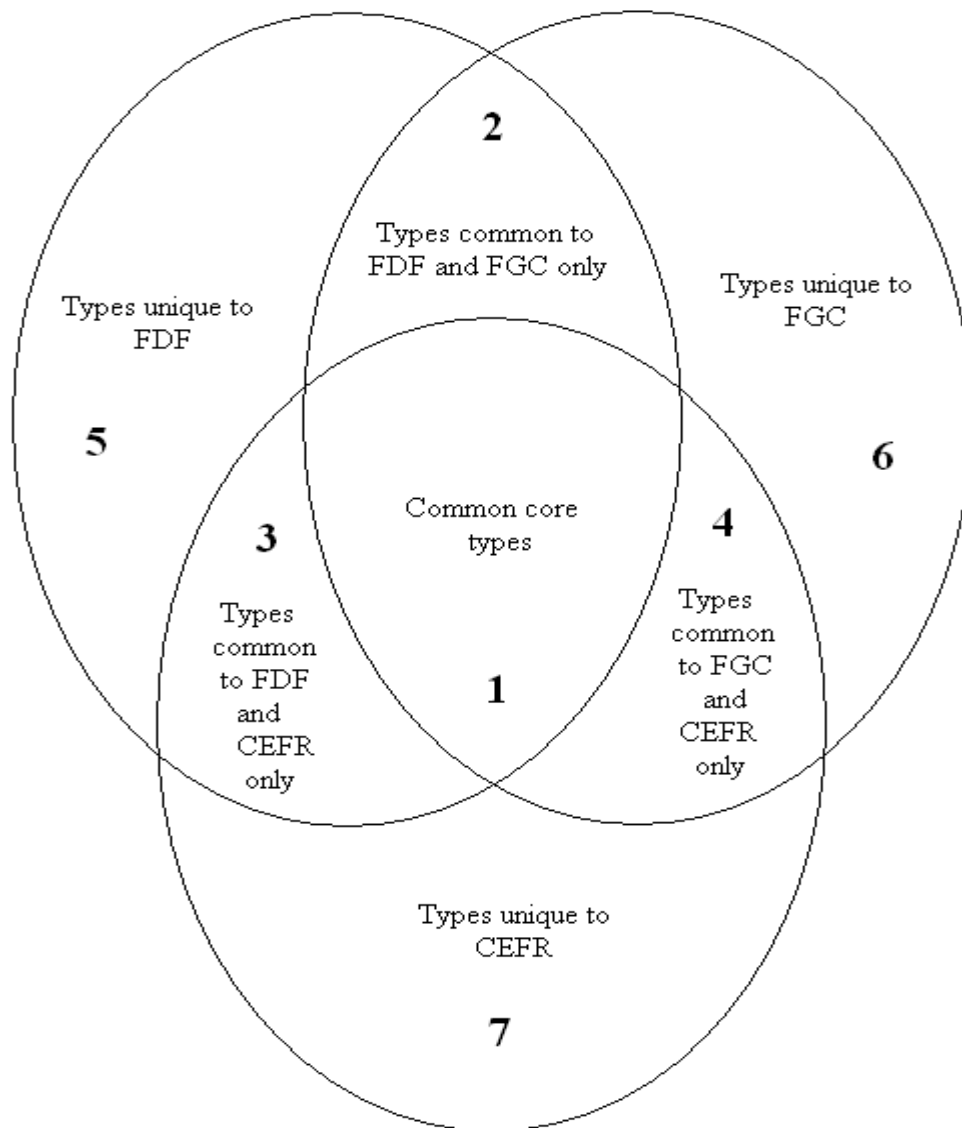 2
Types common to
FDF and FGC only
Types unique to
FDF
5
Types unique to
FGC
6
3
Types
common
to FDF
and
CEFR
only
Common core
types
1
4
Types
common
to FGC
and
CEFR
only
Types unique to
CEFR
7